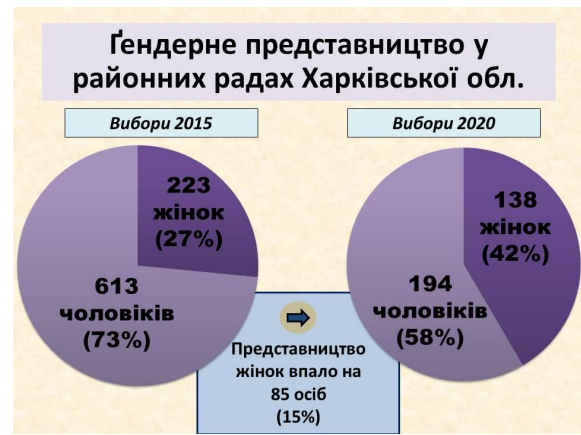 Ґендерне представництво у
районних радах Харківської обл.
Вибори 2015
Вибори 2020
223
жінок
(27%)
613
чоловіків
(73%)
138
жінок
(42%)
194
чоловіків
(58%)
Представництво
жінок впало на
85 осіб
(15%)